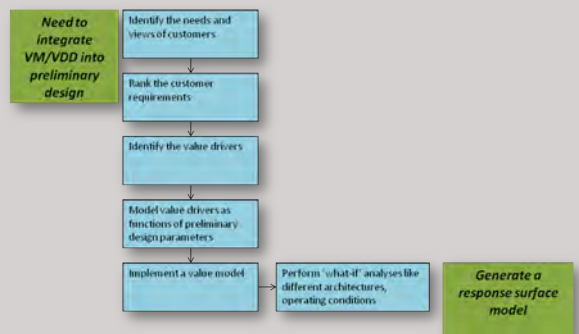 Need to
integrate
VM/VDD into
preliminary
design
Identify the needs and
views of customers
Rank the customer
requirements
Identify the value drivers
Model value drivers as
functions of preliminary
design parameters
Implement a value model
Perform 'what-if' analyses like
different architectures,
operating conditions
Generate a
response surface
model